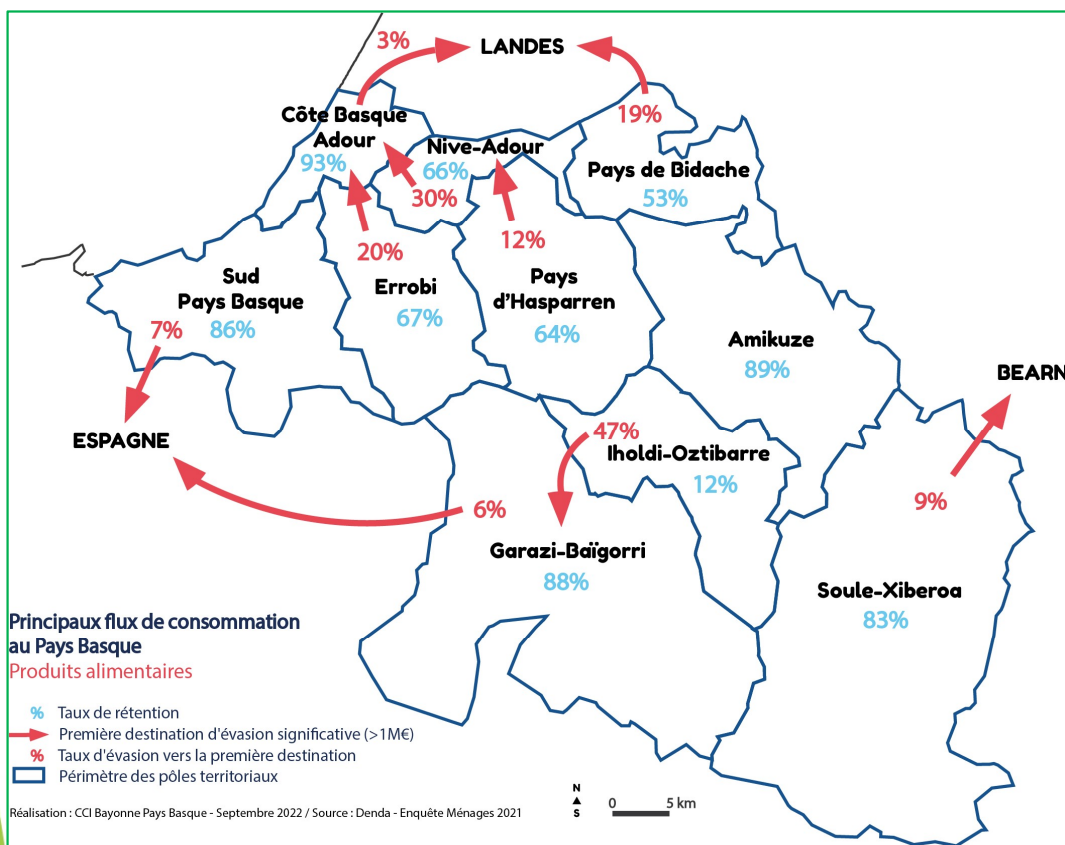 3%
LANDES
19%
Côte Basque
Adour
93%
Nive-Adour
66%
30%
Pays de Bidache
53%
20%
12%
Sud
Pays Basque
86%
7%
Errobi
67%
Pays
d'Hasparren
64%
Amikuze
89%
BEARN
ESPAGNE
47%
Iholdi-Oztibarre
12%
9%
6%
Garazi-Baïgorri
88%
Soule-Xiberoa
83%
Principaux flux de consommation
au Pays Basque
Produits alimentaires
% Taux de rétention
Première destination d'évasion significative (>1M€)
% Taux d'évasion vers la première destination
Périmètre des pôles territoriaux
Réalisation : CCI Bayonne Pays Basque - Septembre 2022 / Source : Denda - Enquête Ménages 2021
N
S
0 5 km